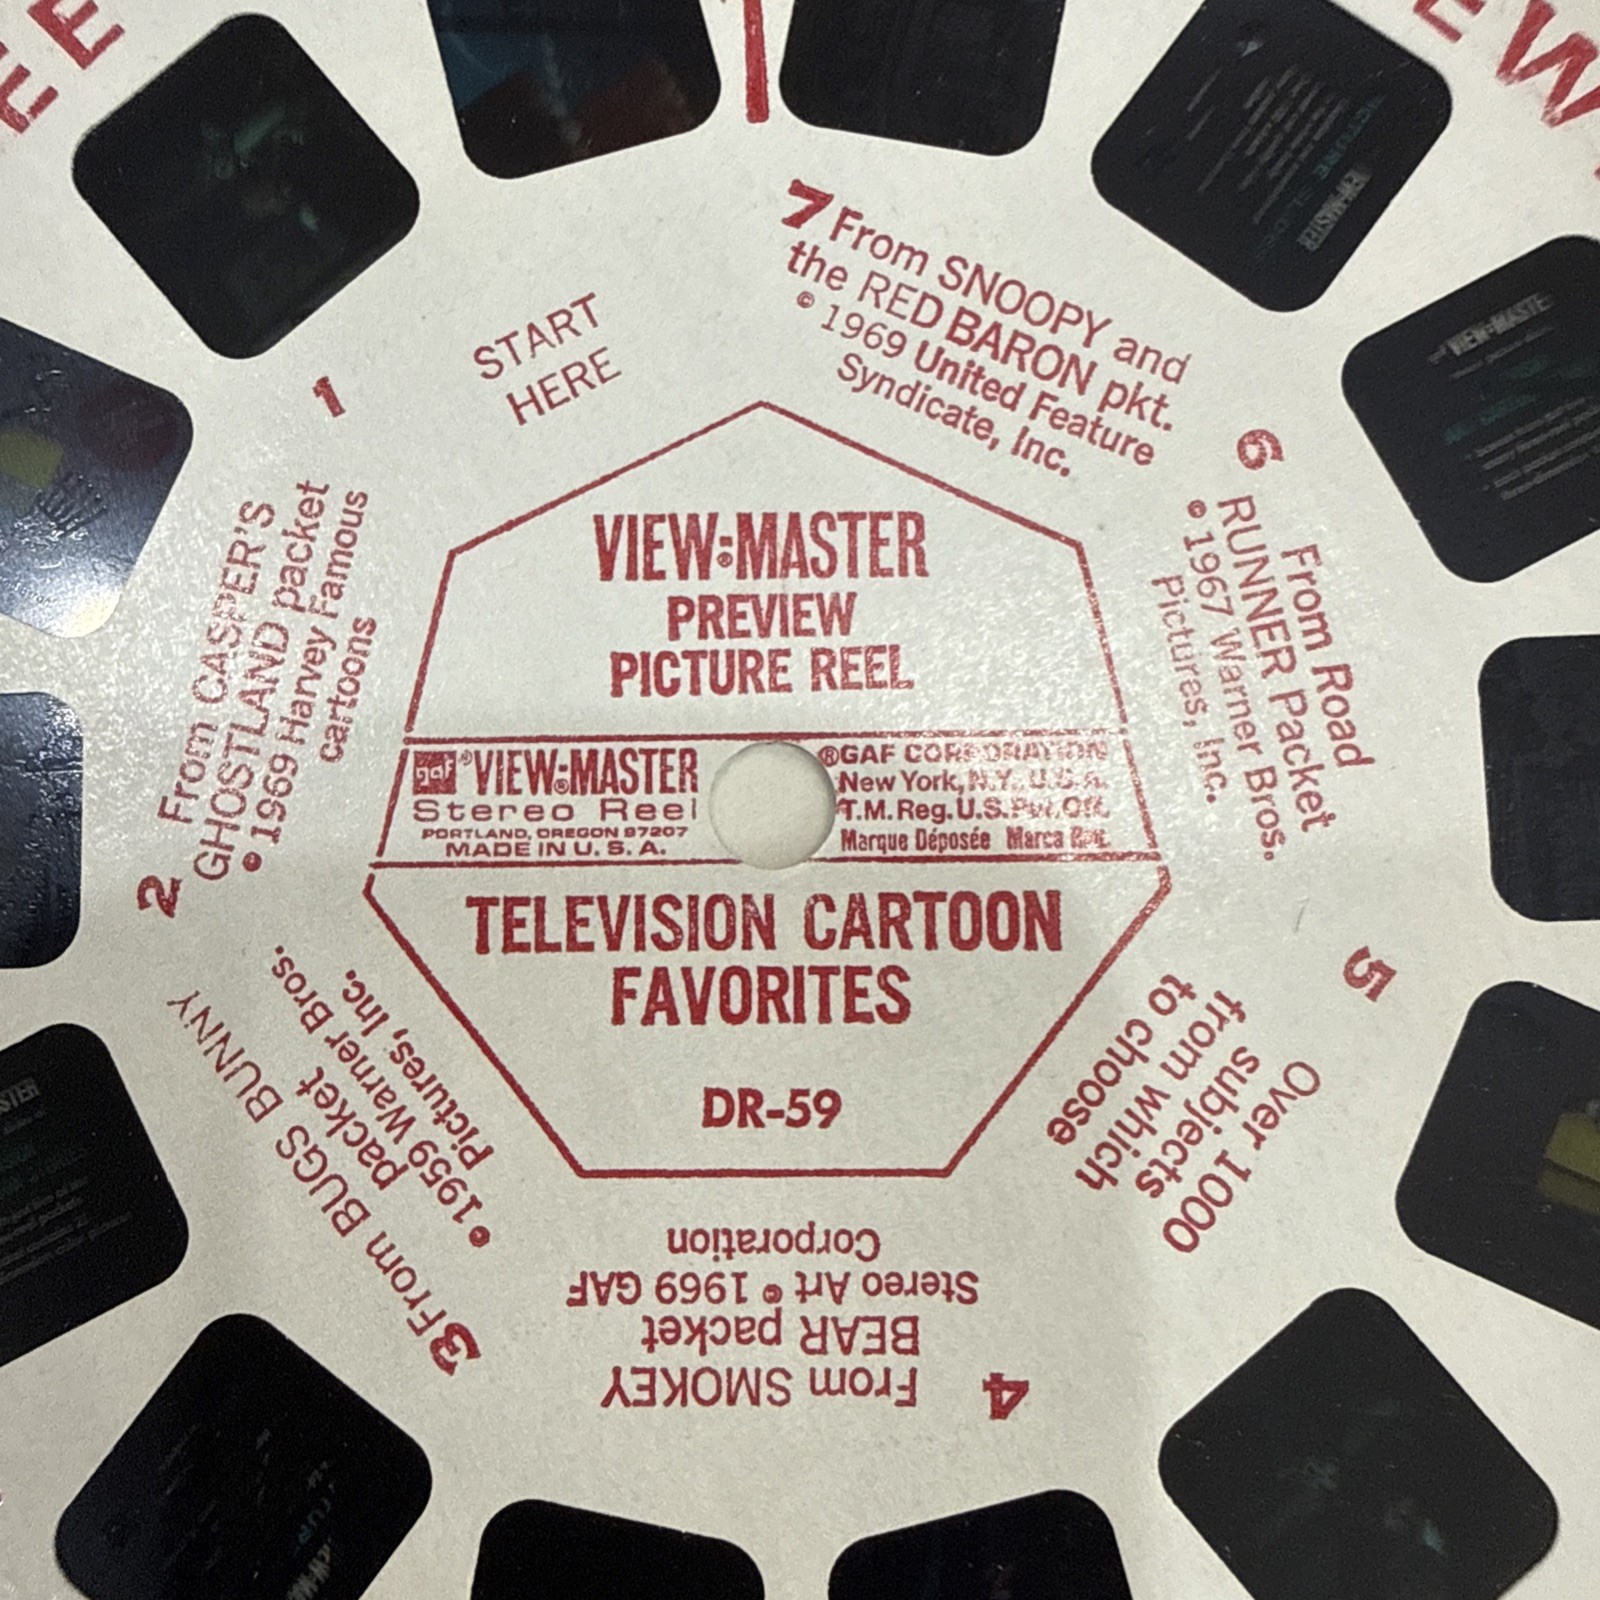 VIEW-MASTER
PREVIEW
PICTURE REEL
gaf ® VIEW-MASTER
Stereo Reel
PORTLAND, OREGON 97207
MADE IN U. S. A.
®GAF CORPORATION
New York, N.Y., U.S.A.
T.M. Reg. U.S. Pat. Off.
Marque Déposée Marca Reg.
TELEVISION CARTOON
FAVORITES
DR-59
START
HERE
1
From CASPER'S
GHOSTLAND packet
© 1969 Harvey Famous
cartoons
2
From BUGS BUNNY
packet
© 1959 Warner Bros.
Pictures, Inc.
3
From SMOKEY
BEAR packet
Stereo Art © 1969 GAF
Corporation
4
Over 1000
subjects
from which
to choose
5
From Road
RUNNER Packet
© 1967 Warner Bros.
Pictures, Inc.
6
7 From SNOOPY and
the RED BARON pkt.
© 1969 United Feature
Syndicate, Inc.
VIEW-MASTER